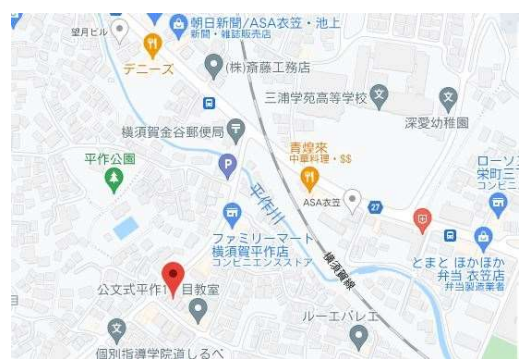 朝日新聞/ASA衣笠・池上
新聞・雑誌販売店
望月ビル
デニーズ
(株)斎藤工務店
三浦学苑高等学校
文
深愛幼稚園
文
横須賀金谷郵便局
平作公園
青煌來
中華料理・$$
ローソ
栄町三丁
コンビニ
P
ASA衣笠
27
平作川
ファミリーマート
横須賀平作店
コンビニエンスストア
横須賀線
とまと ほかほか
弁当 衣笠店
弁当製造業者
公文式平作1
目教室
ルーエバレエ
文
個別指導学院道しるべ